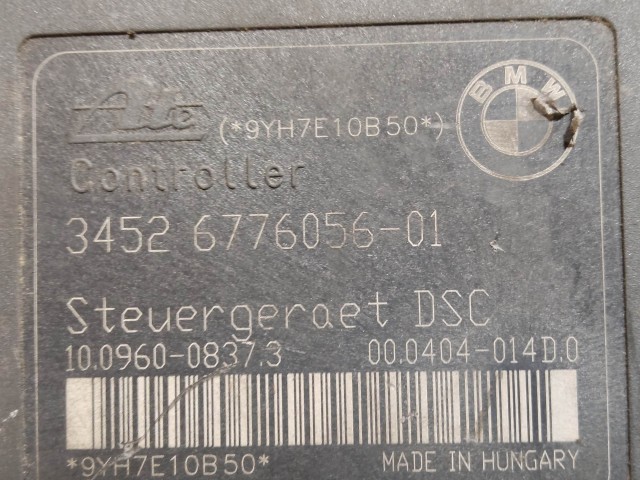 Ate (*9YH7E10B50*) BMW
Controller
3452 6776056-01
Steuergeraet DSC
10.0960-0837.3 00.0404-014D.0
*9YH7E10B50* MADE IN HUNGARY